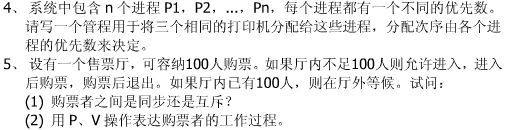 4、 系统中包含 n 个进程 P1，P2，...，Pn，每个进程都有一个不同的优先数。
请写一个管程用于将三个相同的打印机分配给这些进程，分配次序由各个进
程的优先数来决定。
5、 设有一个售票厅，可容纳100人购票。如果厅内不足100人则允许进入，进入
后购票，购票后退出。如果厅内已有100人，则在厅外等候。试问：
(1) 购票者之间是同步还是互斥？
(2) 用 P、V 操作表达购票者的工作过程。